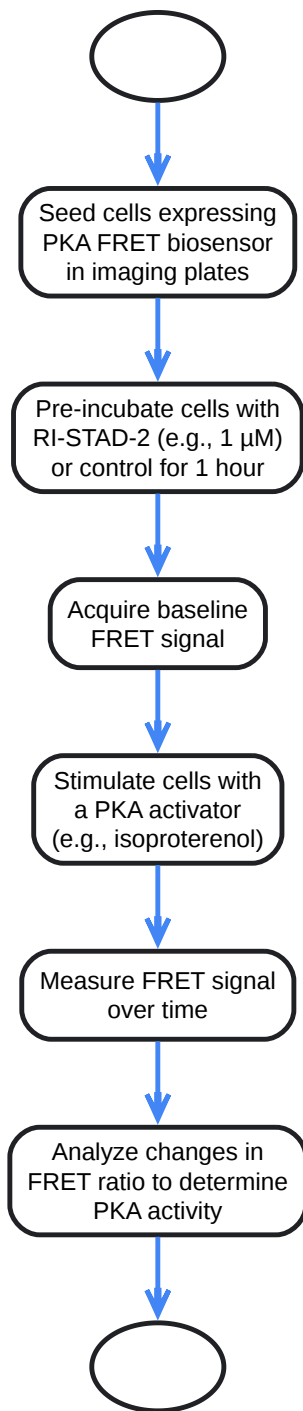 Seed cells expressing
PKA FRET biosensor
in imaging plates
Pre-incubate cells with
RI-STAD-2 (e.g., 1 µM)
or control for 1 hour
Acquire baseline
FRET signal
Stimulate cells with
a PKA activator
(e.g., isoproterenol)
Measure FRET signal
over time
Analyze changes in
FRET ratio to determine
PKA activity